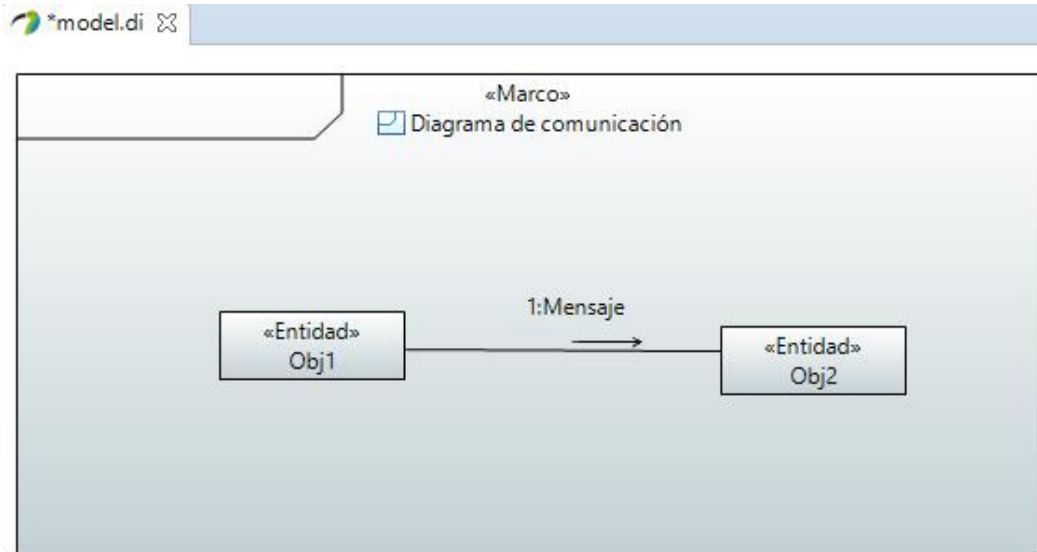 *model.di
«Marco»
Diagrama de comunicación
1:Mensaje
«Entidad»
Obj1
«Entidad»
Obj2